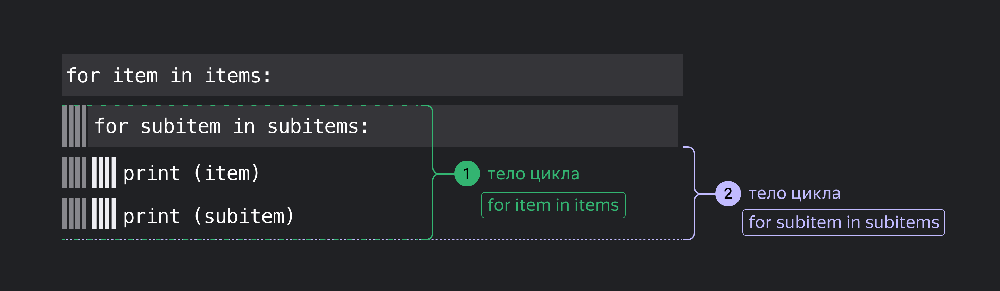 for item in items:
for subitem in subitems:
print (item)
print (subitem)
1 тело цикла
for item in items
2 тело цикла
for subitem in subitems